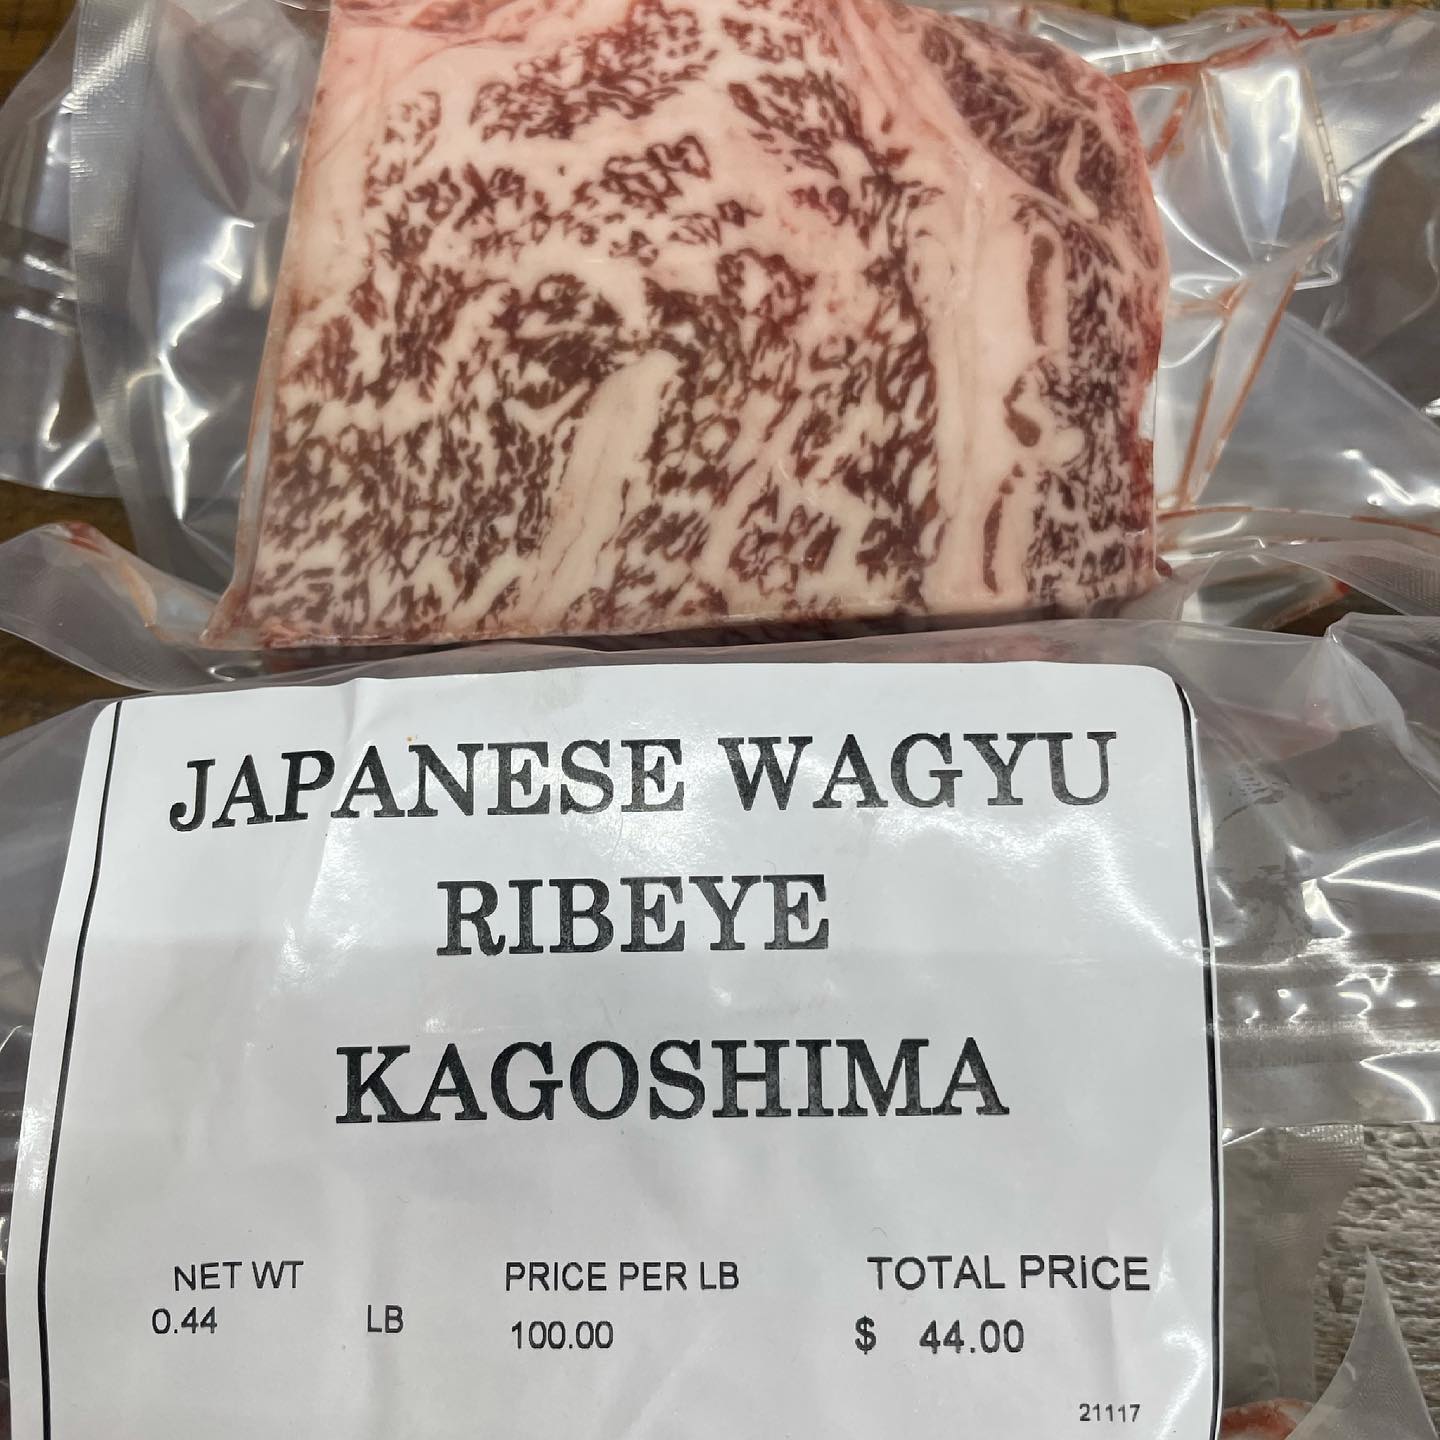 JAPANESE WAGYU
RIBEYE
KAGOSHIMA
NET WT PRICE PER LB TOTAL PRICE
0.44 LB 100.00 $ 44.00
21117